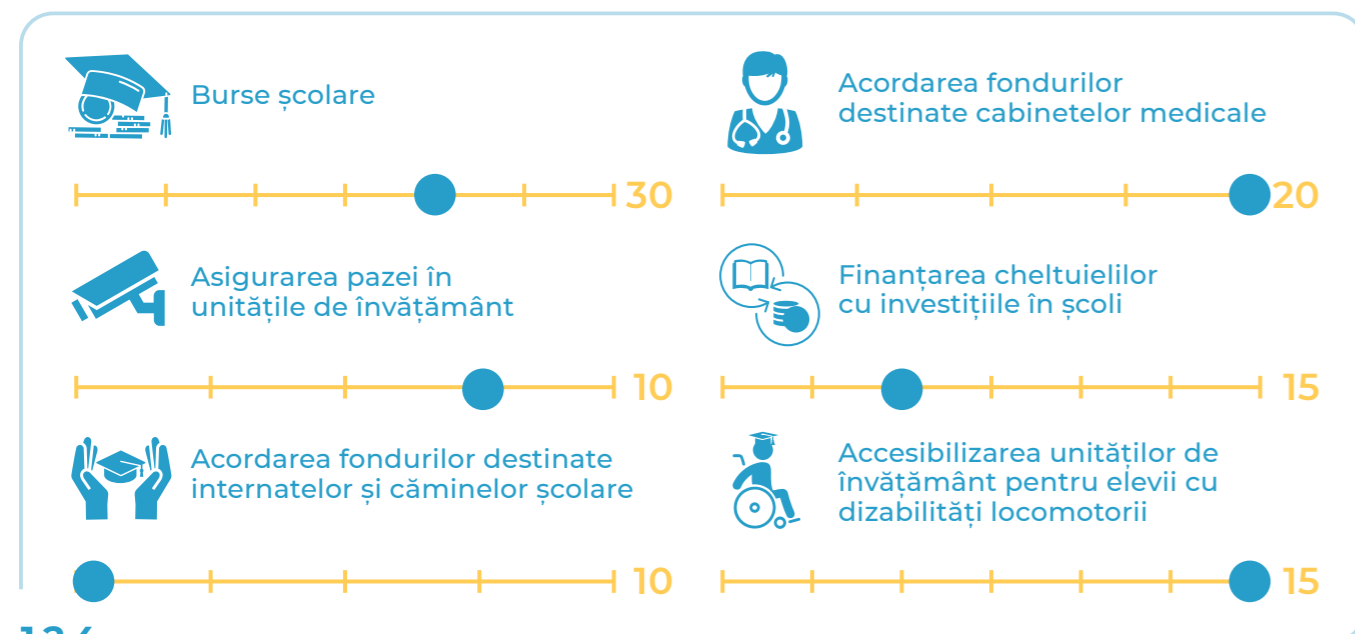 Burse școlare
30
Acordarea fondurilor
destinate cabinetelor medicale
20
Asigurarea pazei în
unitățile de învățământ
10
Finanțarea cheltuielilor
cu investițiile în școli
15
Acordarea fondurilor destinate
internatelor și căminelor școlare
10
Accesibilizarea unităților de
învățământ pentru elevii cu
dizabilități locomotorii
15